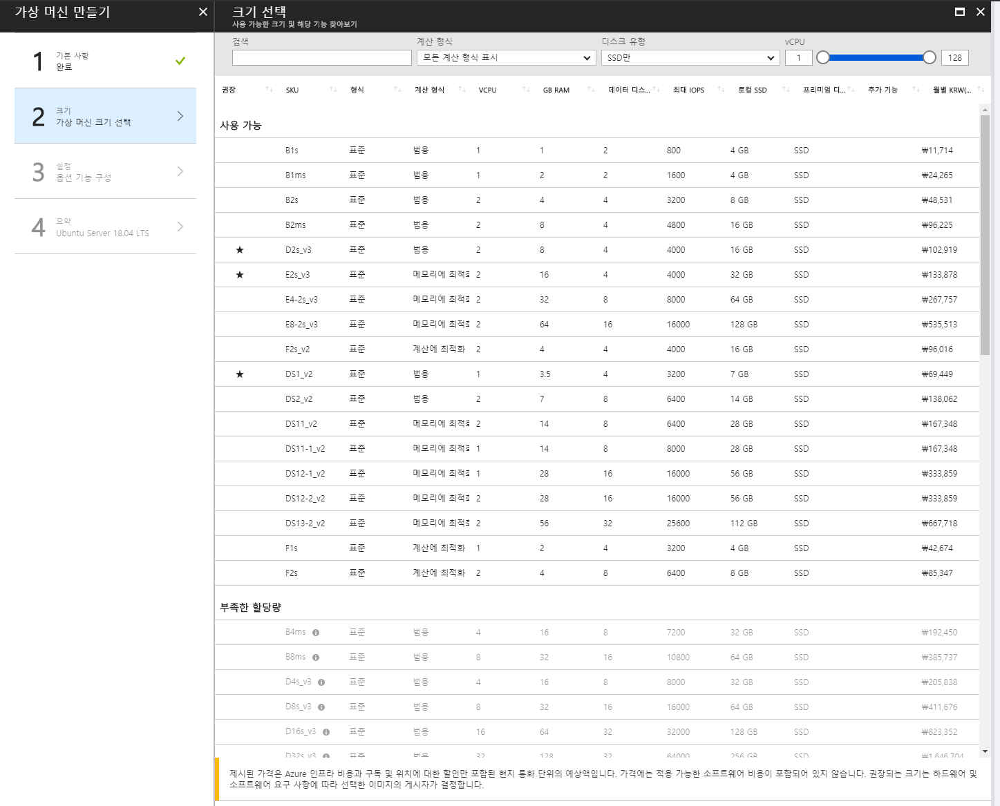 가상 머신 만들기
1
기본 사항
완료
2
크기
가상 머신 크기 선택
3
설정
옵션 기능 구성
4
요약
Ubuntu Server 18.04 LTS
크기 선택
사용 가능한 크기 및 해당 기능 찾아보기
검색 계산 형식 디스크 유형 vCPU
모든 계산 형식 표시 SSD만 1 128
권장 SKU 형식 계산 형식 VCPU GB RAM 데이터 디스... 최대 IOPS 로컬 SSD 프리미엄 디... 추가 기능 월별 KRW(...
사용 가능
B1s 표준 범용 1 1 2 800 4 GB SSD ₩11,714
B1ms 표준 범용 1 2 2 1600 4 GB SSD ₩24,265
B2s 표준 범용 2 4 4 3200 8 GB SSD ₩48,531
B2ms 표준 범용 2 8 4 4800 16 GB SSD ₩96,225
★ D2s_v3 표준 범용 2 8 4 4000 16 GB SSD ₩102,919
★ E2s_v3 표준 메모리에 최적화 2 16 4 4000 32 GB SSD ₩133,878
E4-2s_v3 표준 메모리에 최적화 2 32 8 8000 64 GB SSD ₩267,757
E8-2s_v3 표준 메모리에 최적화 2 64 16 16000 128 GB SSD ₩535,513
F2s_v2 표준 계산에 최적화 2 4 4 4000 16 GB SSD ₩96,016
★ DS1_v2 표준 범용 1 3.5 4 3200 7 GB SSD ₩69,449
DS2_v2 표준 범용 2 7 8 6400 14 GB SSD ₩138,062
DS11_v2 표준 메모리에 최적화 2 14 8 6400 28 GB SSD ₩167,348
DS11-1_v2 표준 메모리에 최적화 1 14 8 8000 28 GB SSD ₩167,348
DS12-1_v2 표준 메모리에 최적화 1 28 16 16000 56 GB SSD ₩333,859
DS12-2_v2 표준 메모리에 최적화 2 28 16 16000 56 GB SSD ₩333,859
DS13-2_v2 표준 메모리에 최적화 2 56 32 25600 112 GB SSD ₩667,718
F1s 표준 계산에 최적화 1 2 4 3200 4 GB SSD ₩42,674
F2s 표준 계산에 최적화 2 4 8 6400 8 GB SSD ₩85,347
부족한 할당량
B4ms 표준 범용 4 16 8 7200 32 GB SSD ₩192,450
B8ms 표준 범용 8 32 16 10800 64 GB SSD ₩385,737
D4s_v3 표준 범용 4 16 8 8000 32 GB SSD ₩205,838
D8s_v3 표준 범용 8 32 16 16000 64 GB SSD ₩411,676
D16s_v3 표준 범용 16 64 32 32000 128 GB SSD ₩823,352
D32s_v3 표준 범용 32 128 32 64000 256 GB SSD ₩1,646,704
제시된 가격은 Azure 인프라 비용과 구독 및 위치에 대한 할인만 포함된 현지 통화 단위의 예상액입니다. 가격에는 적용 가능한 소프트웨어 비용이 포함되어 있지 않습니다. 권장되는 크기는 하드웨어 및
소프트웨어 요구 사항에 따라 선택한 이미지의 게시자가 결정합니다.